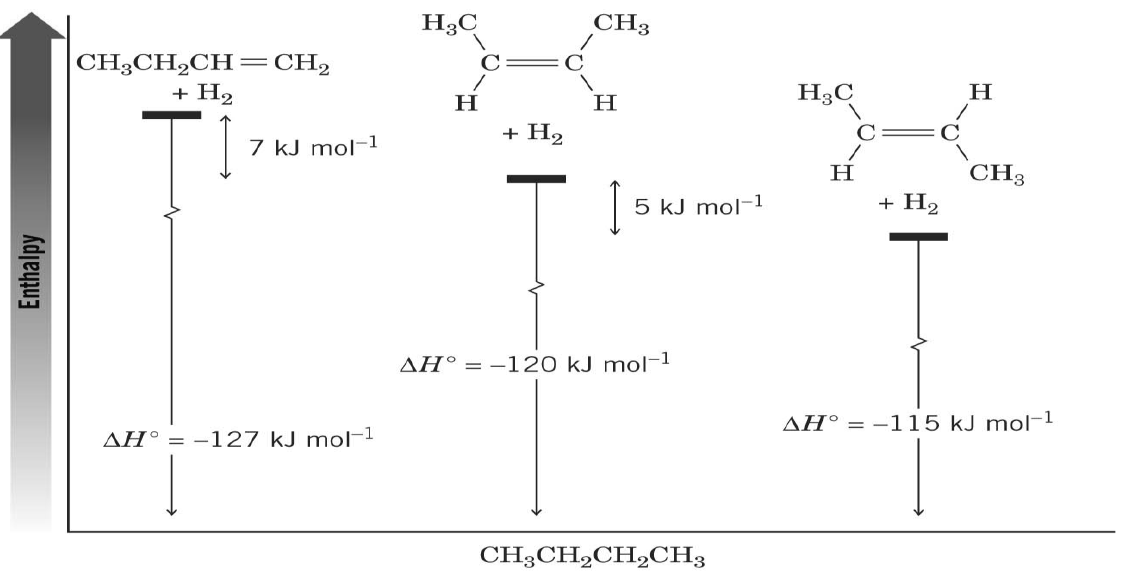 Enthalpy
CH₃CH₂CH=CH₂
+ H₂
7 kJ mol⁻¹
ΔH° = –127 kJ mol⁻¹
H₃C CH₃
C=C
H H
+ H₂
5 kJ mol⁻¹
ΔH° = –120 kJ mol⁻¹
H₃C H
C=C
H CH₃
+ H₂
ΔH° = –115 kJ mol⁻¹
CH₃CH₂CH₂CH₃